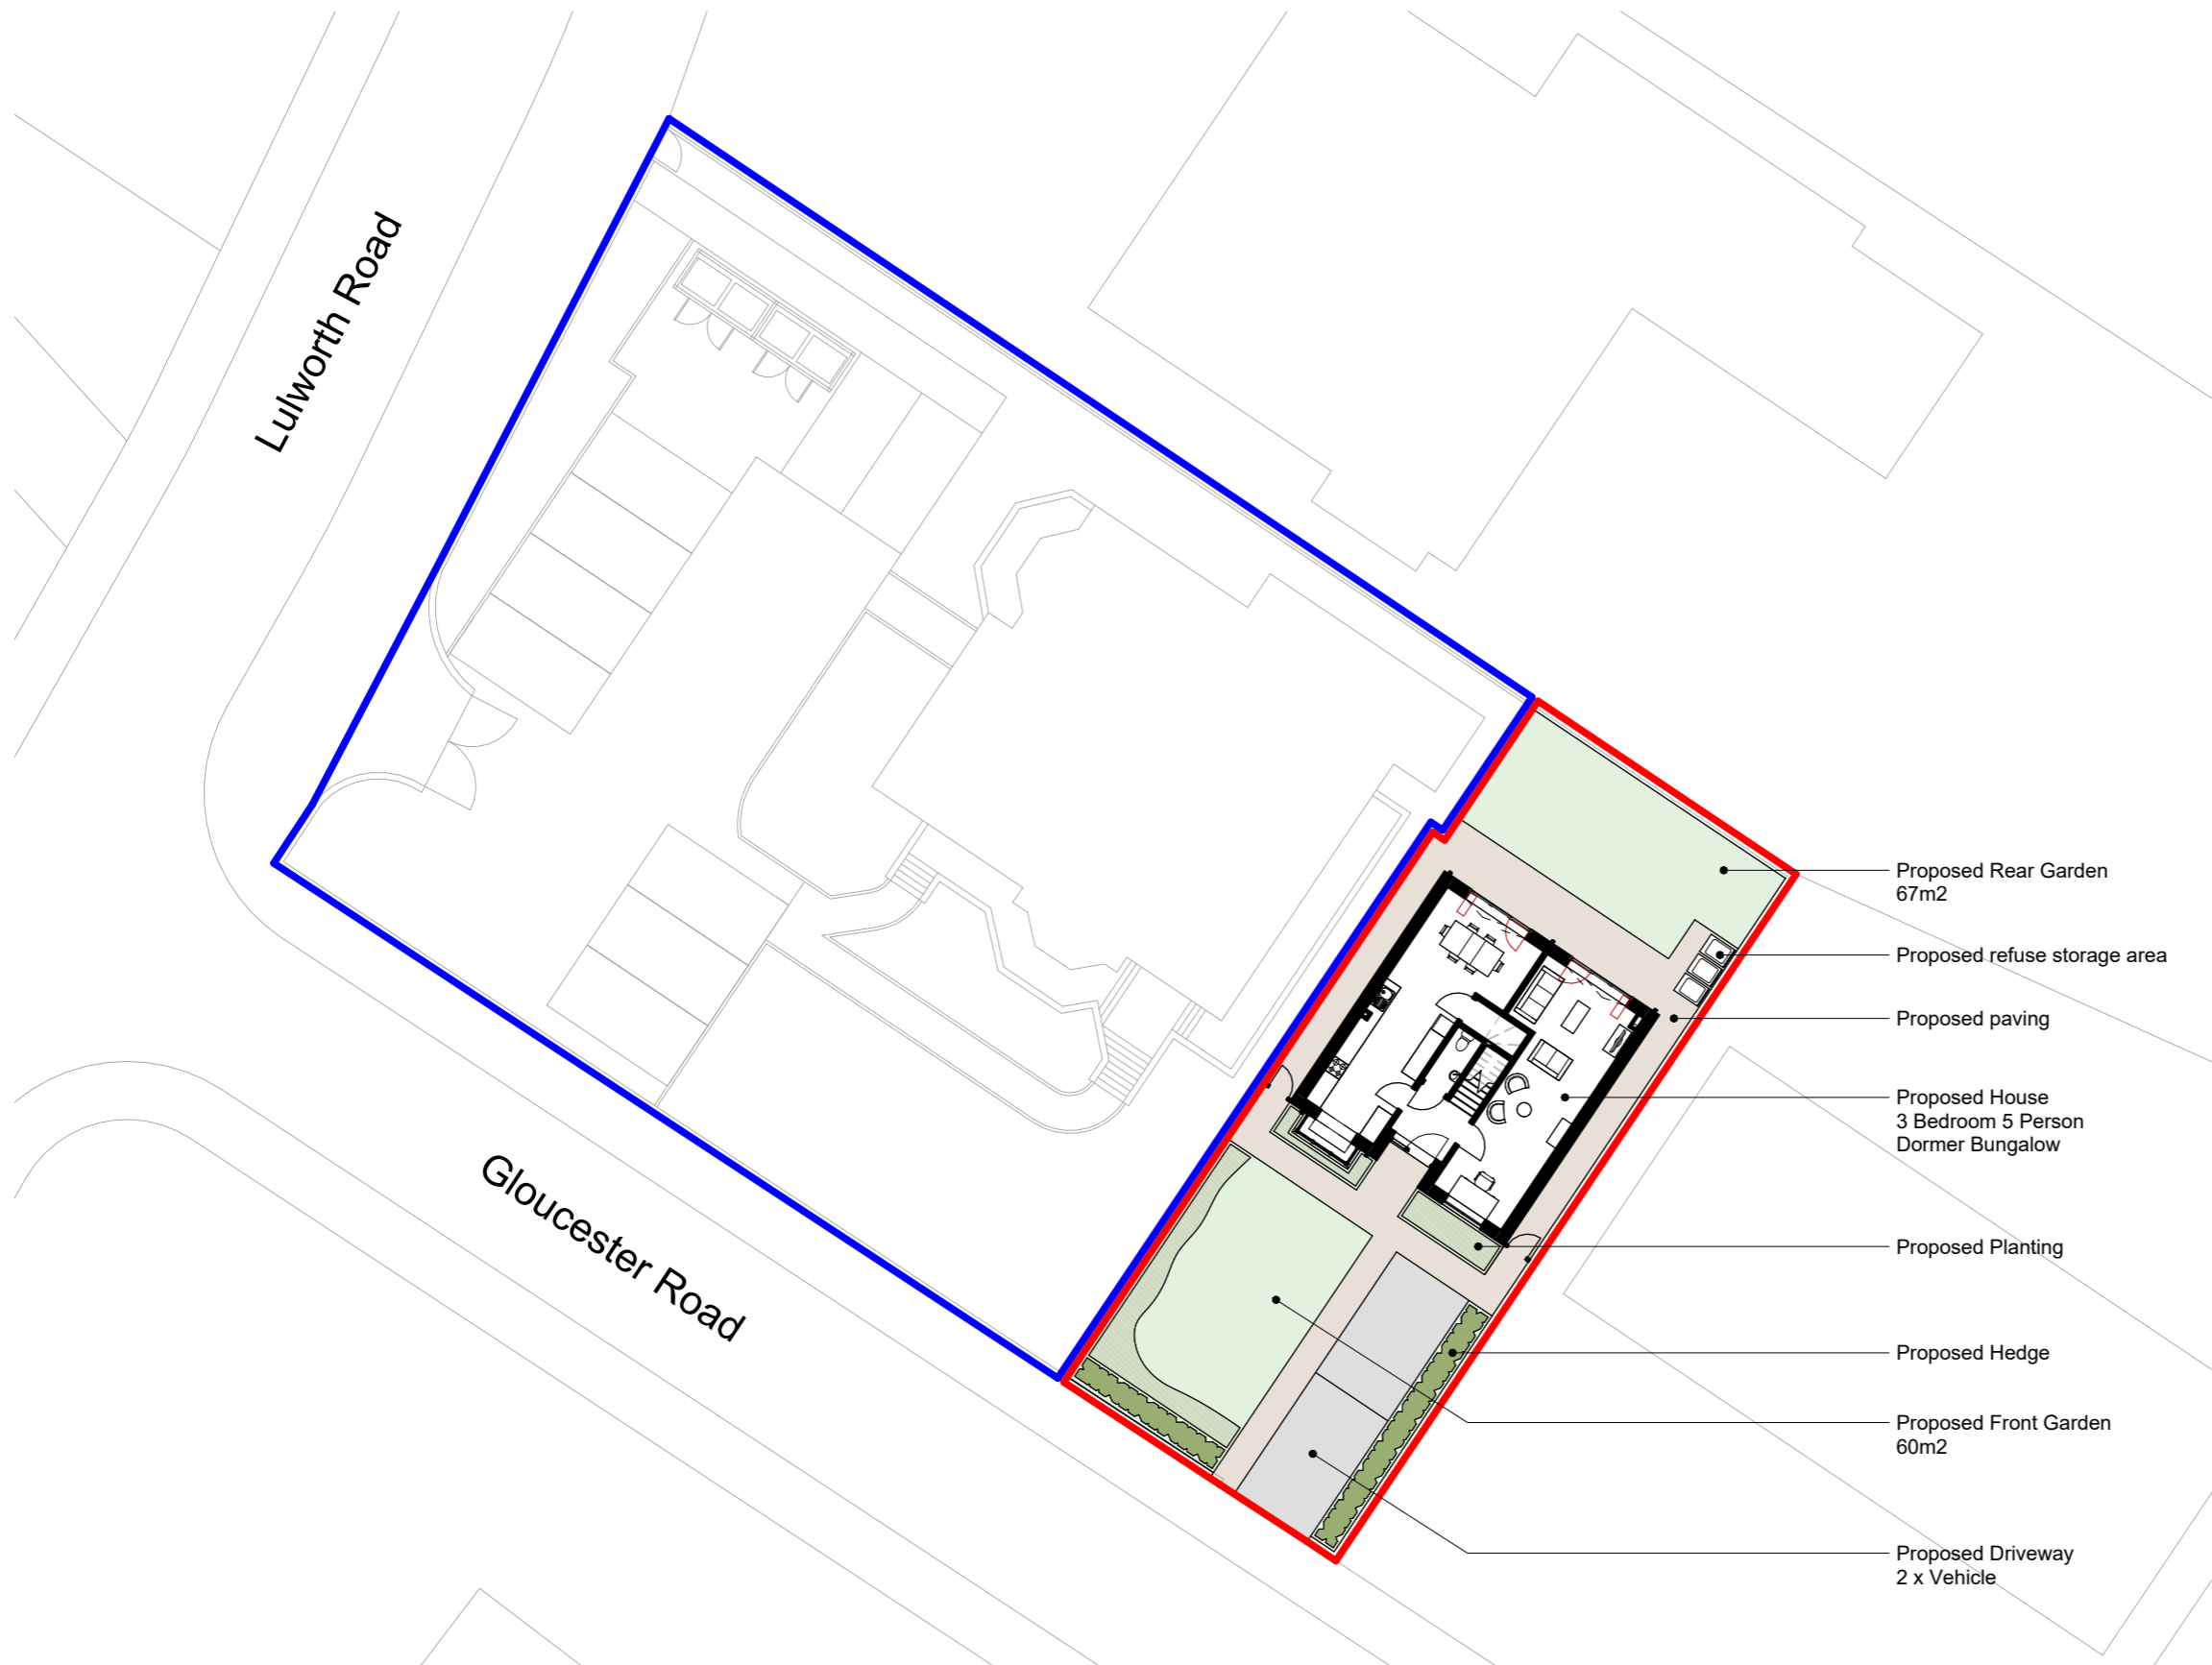 Lulworth Road
Gloucester Road
Proposed Rear Garden
67m2
Proposed refuse storage area
Proposed paving
Proposed House
3 Bedroom 5 Person
Dormer Bungalow
Proposed Planting
Proposed Hedge
Proposed Front Garden
60m2
Proposed Driveway
2 x Vehicle